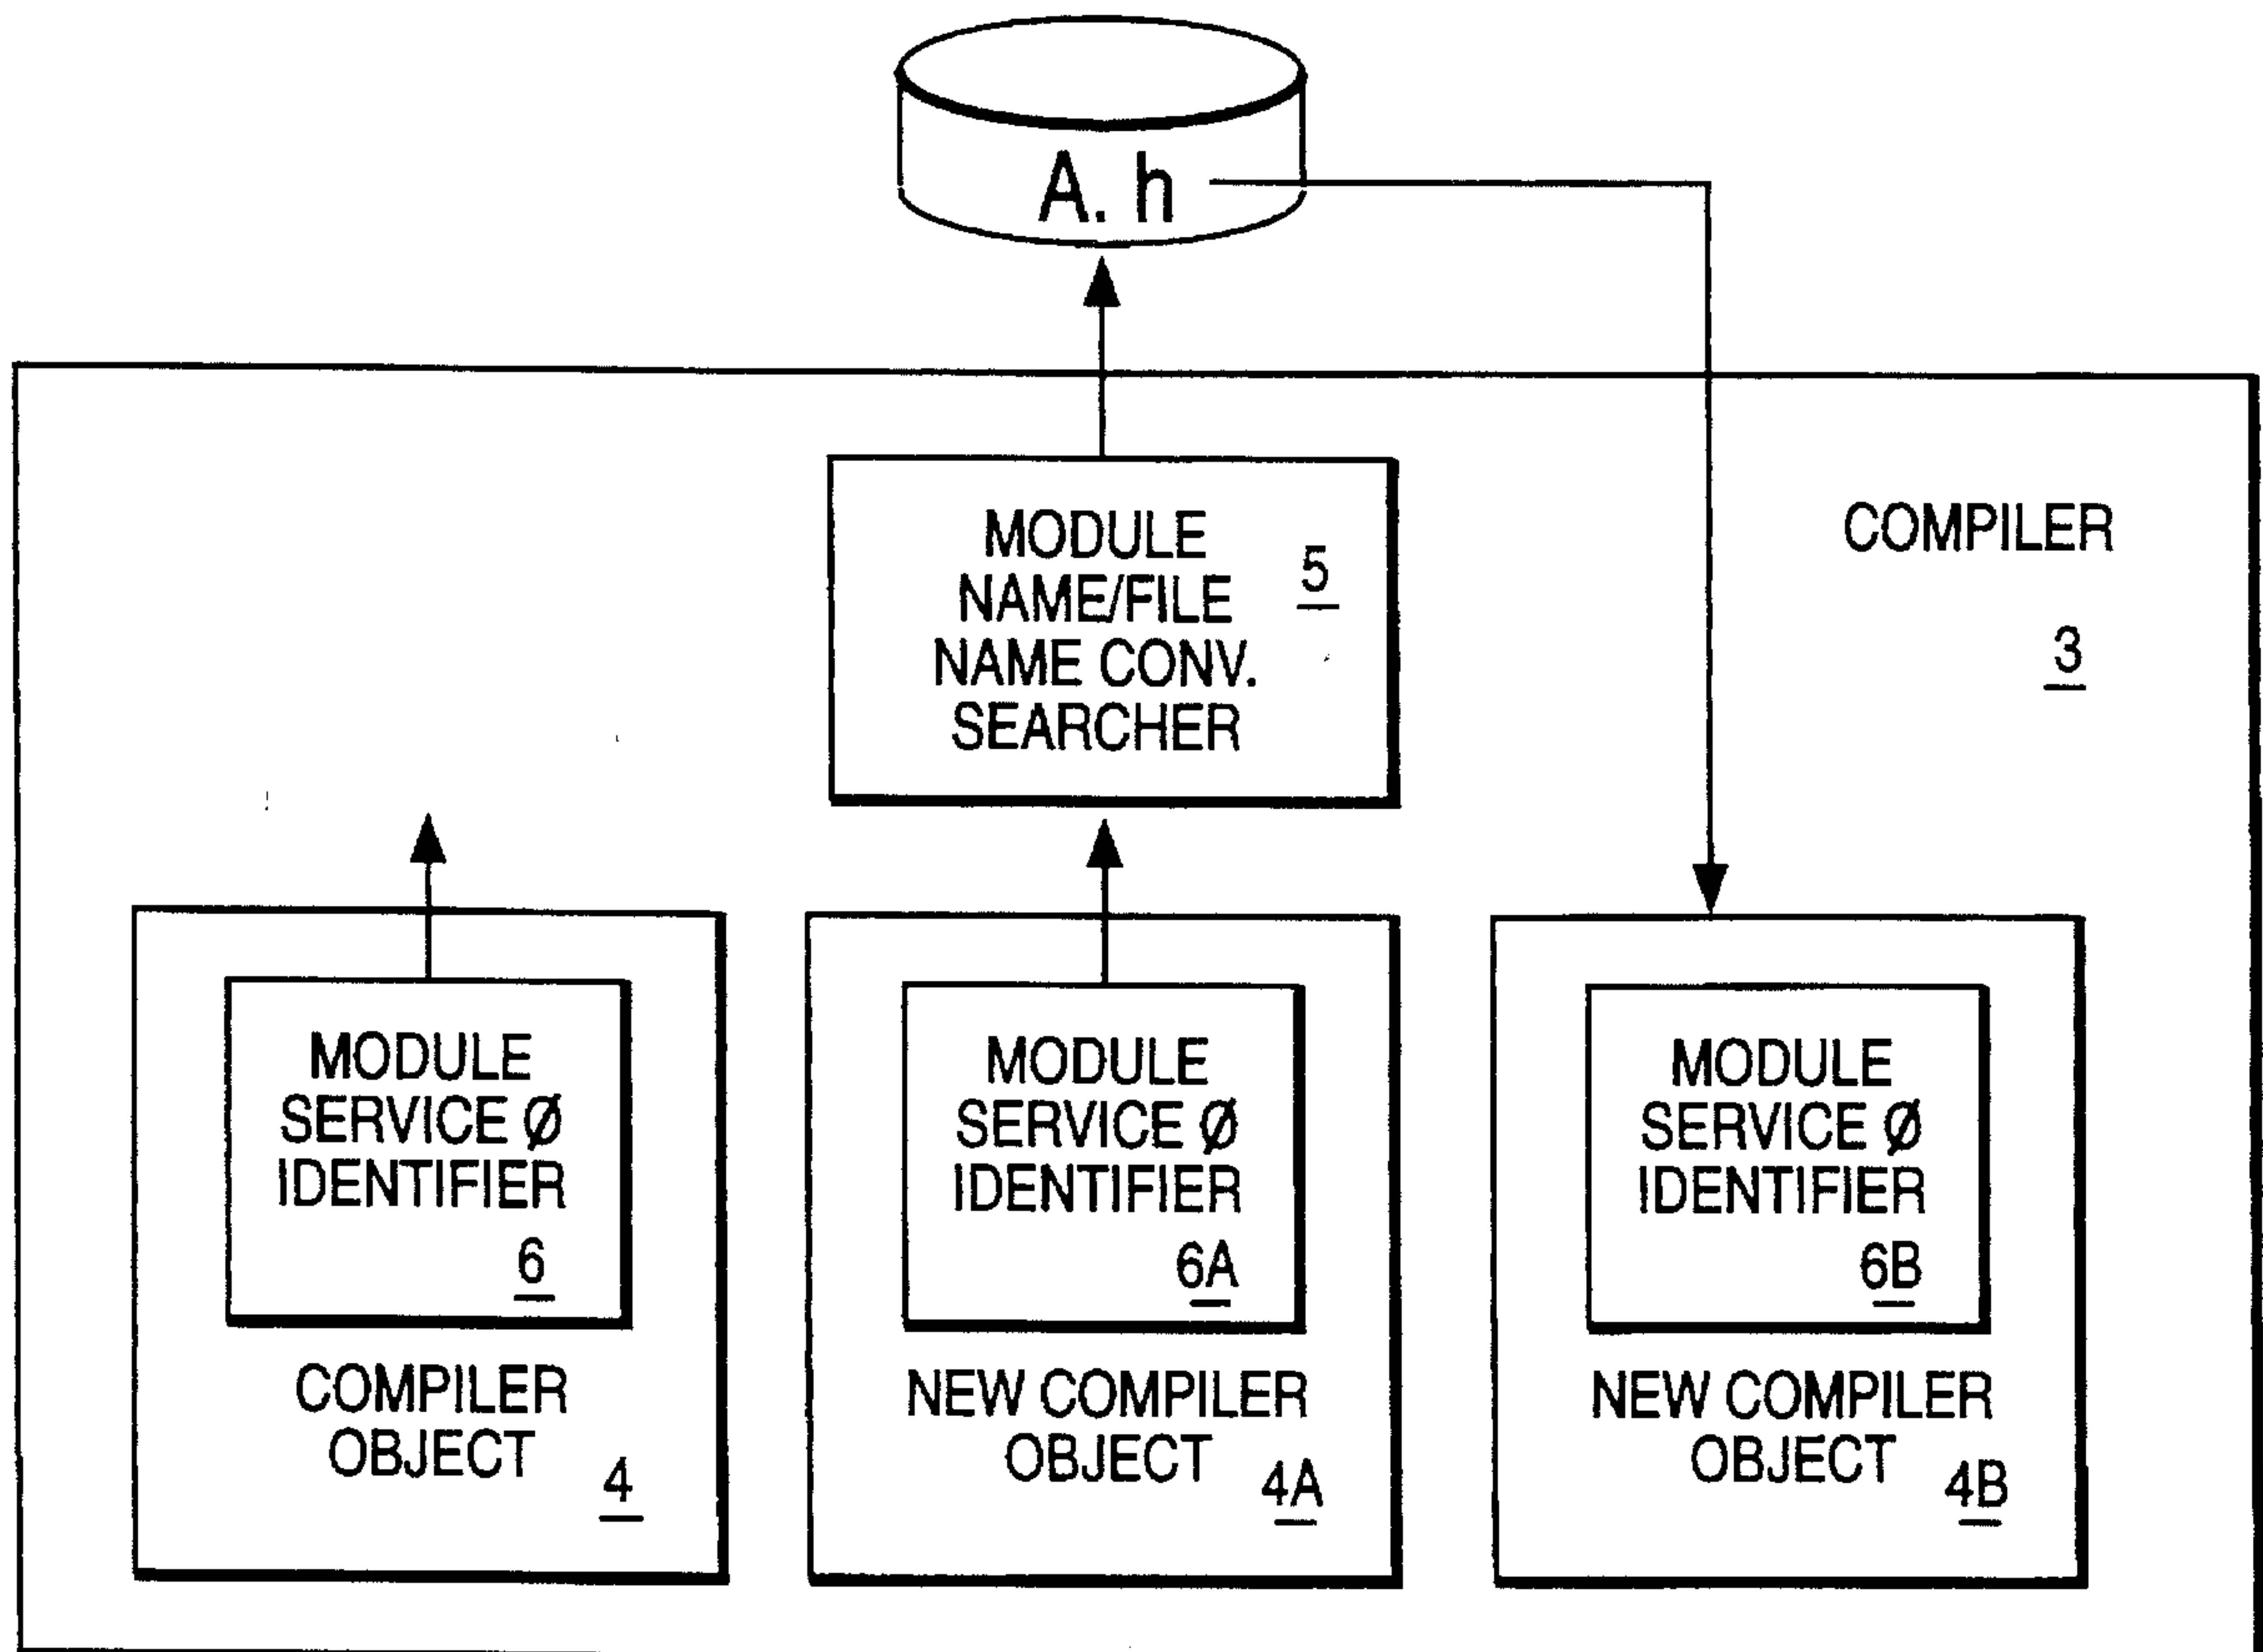 A. h
COMPILER
3
MODULE
NAME/FILE
NAME CONV.
SEARCHER
5
MODULE
SERVICE Ø
IDENTIFIER
6
COMPILER
OBJECT
4
MODULE
SERVICE Ø
IDENTIFIER
6A
NEW COMPILER
OBJECT
4A
MODULE
SERVICE Ø
IDENTIFIER
6B
NEW COMPILER
OBJECT
4B